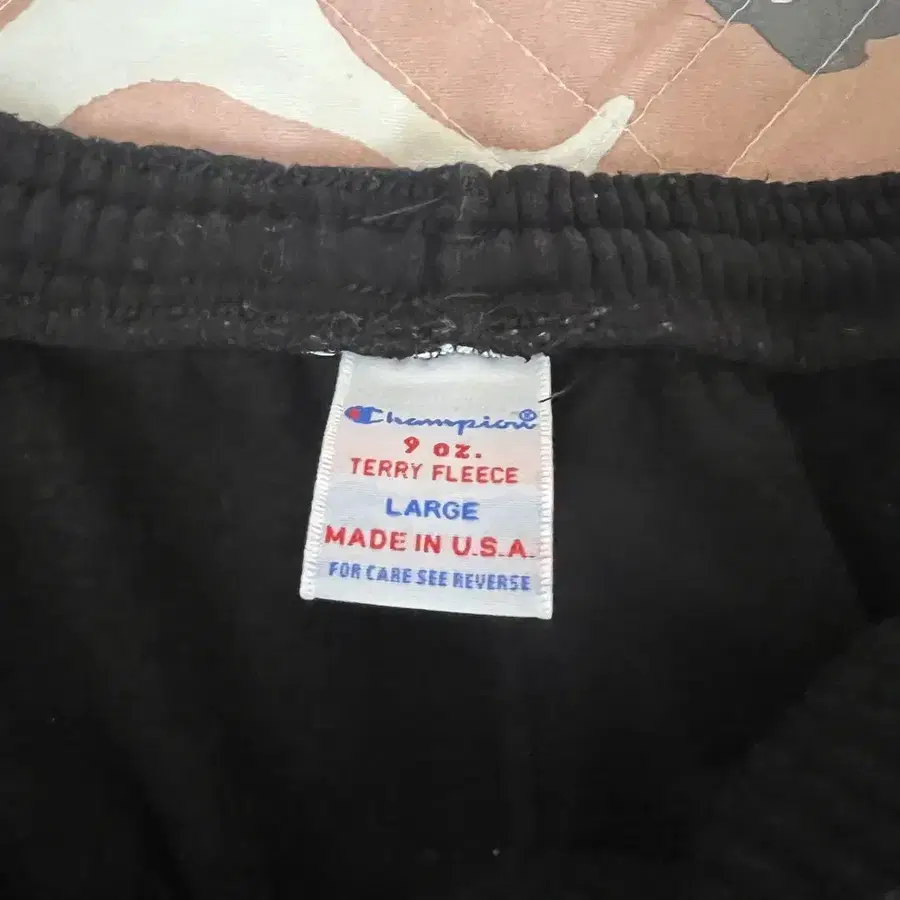 Champion®
9 oz.
TERRY FLEECE
LARGE
MADE IN U.S.A.
FOR CARE SEE REVERSE